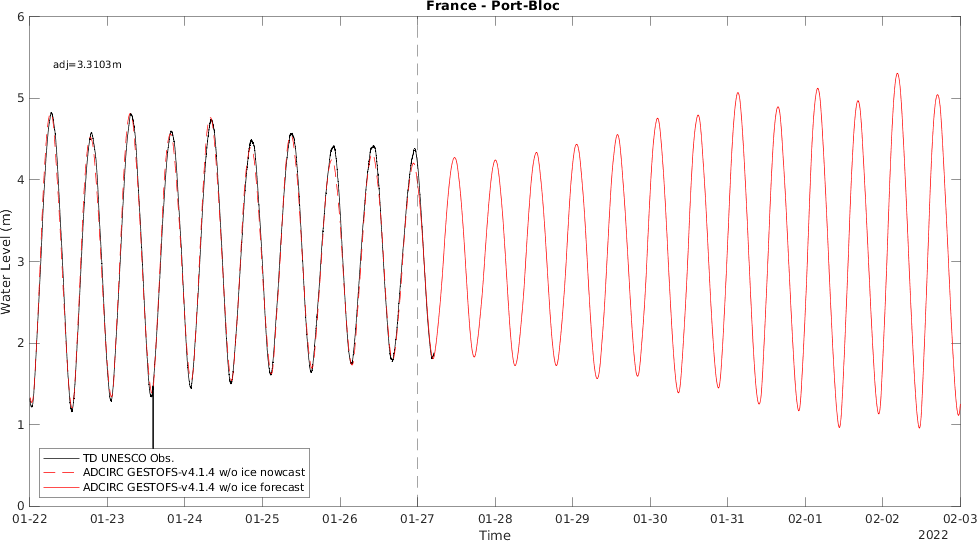 France - Port-Bloc
adj=3.3103m
6
5
4
3
2
1
0
Water Level (m)
TD UNESCO Obs.
ADCIRC GESTOFS-v4.1.4 w/o ice nowcast
ADCIRC GESTOFS-v4.1.4 w/o ice forecast
01-22 01-23 01-24 01-25 01-26 01-27 01-28 01-29 01-30 01-31 02-01 02-02 02-03
Time
2022